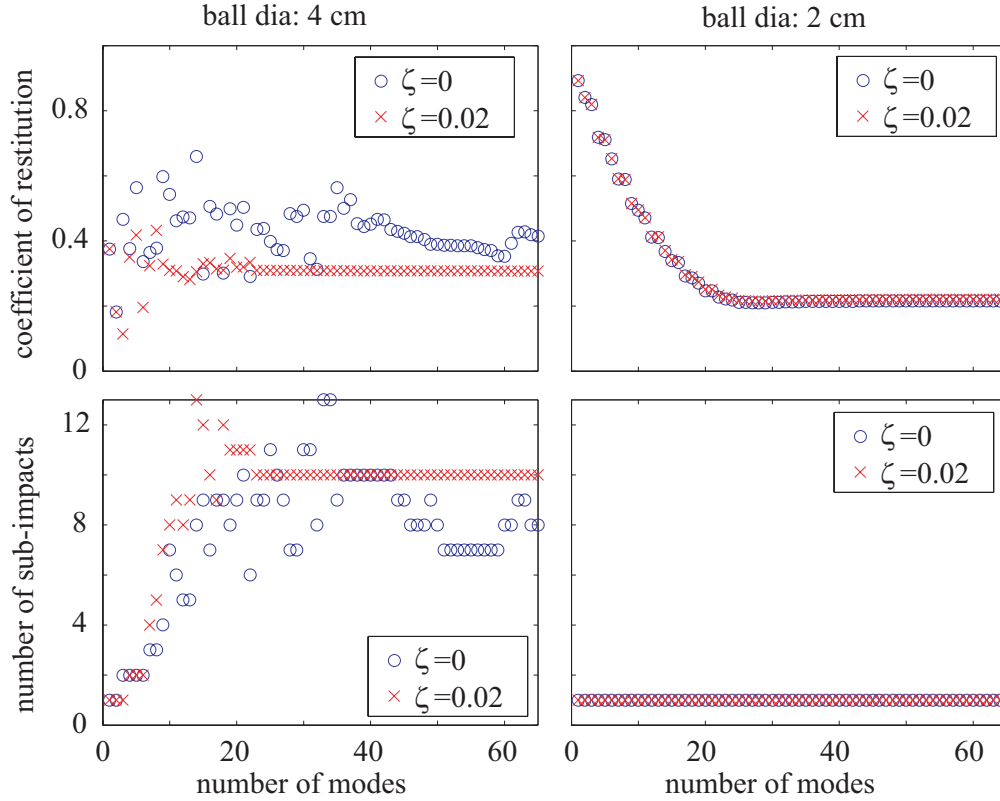 ball dia: 4 cm
ball dia: 2 cm
coefficient of restitution
0.8
0.4
0
ζ=0
ζ=0.02
ζ=0
ζ=0.02
number of sub-impacts
12
8
4
0
ζ=0
ζ=0.02
ζ=0
ζ=0.02
0 20 40 60
0 20 40 60
number of modes
number of modes